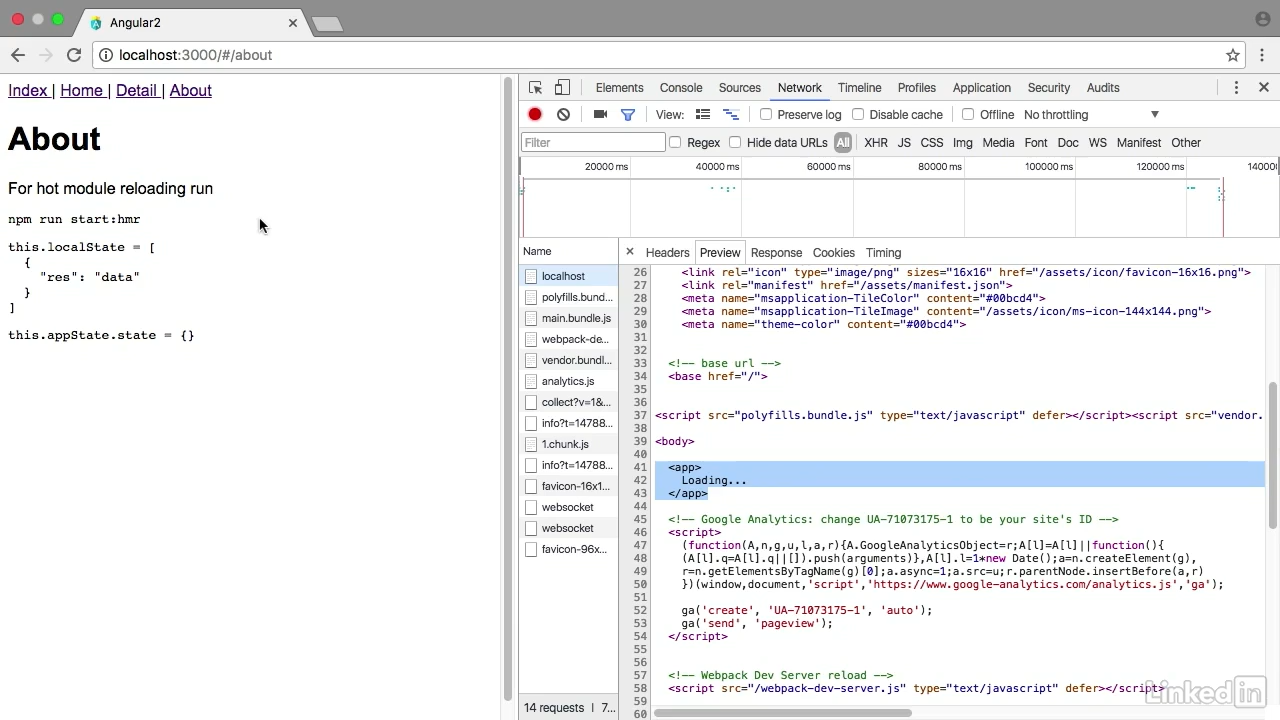 Angular2
localhost:3000/#/about
Index | Home | Detail | About
About
For hot module reloading run
npm run start:hmr
this.localState = [
{
"res": "data"
}
]
this.appState.state = {}
Elements Console Sources Network Timeline Profiles Application Security Audits
View: Preserve log Disable cache Offline No throttling
Filter Regex Hide data URLs All XHR JS CSS Img Media Font Doc WS Manifest Other
20000 ms 40000 ms 60000 ms 80000 ms 100000 ms 120000 ms 14000
Name
localhost
polyfills.bund...
main.bundle.js
webpack-de...
vendor.bundl...
analytics.js
collect?v=1&...
info?t=14788...
1.chunk.js
info?t=14788...
favicon-16x1...
websocket
websocket
favicon-96x...
14 requests | 7...
Headers Preview Response Cookies Timing
26 <link rel="icon" type="image/png" sizes="16x16" href="/assets/icon/favicon-16x16.png">
27 <link rel="manifest" href="/assets/manifest.json">
28 <meta name="msapplication-TileColor" content="#00bcd4">
29 <meta name="msapplication-TileImage" content="/assets/icon/ms-icon-144x144.png">
30 <meta name="theme-color" content="#00bcd4">
31
32
33 <!-- base url -->
34 <base href="/">
35
36
37 <script src="polyfills.bundle.js" type="text/javascript" defer></script><script src="vendor.
38
39 <body>
40
41 <app>
42 Loading...
43 </app>
44
45 <!-- Google Analytics: change UA-71073175-1 to be your site's ID -->
46 <script>
47 (function(A,n,g,u,l,a,r){A.GoogleAnalyticsObject=r;A[l]=A[l]||function(){
48 (A[l].q=A[l].q||[]).push(arguments)},A[l].l=1*new Date();a=n.createElement(g),
49 r=n.getElementsByTagName(g)[0];a.async=1;a.src=u;r.parentNode.insertBefore(a,r)
50 })(window,document,'script','https://www.google-analytics.com/analytics.js','ga');
51
52 ga('create', 'UA-71073175-1', 'auto');
53 ga('send', 'pageview');
54 </script>
55
56
57 <!-- Webpack Dev Server reload -->
58 <script src="/webpack-dev-server.js" type="text/javascript" defer></script>
59
60
Linked in